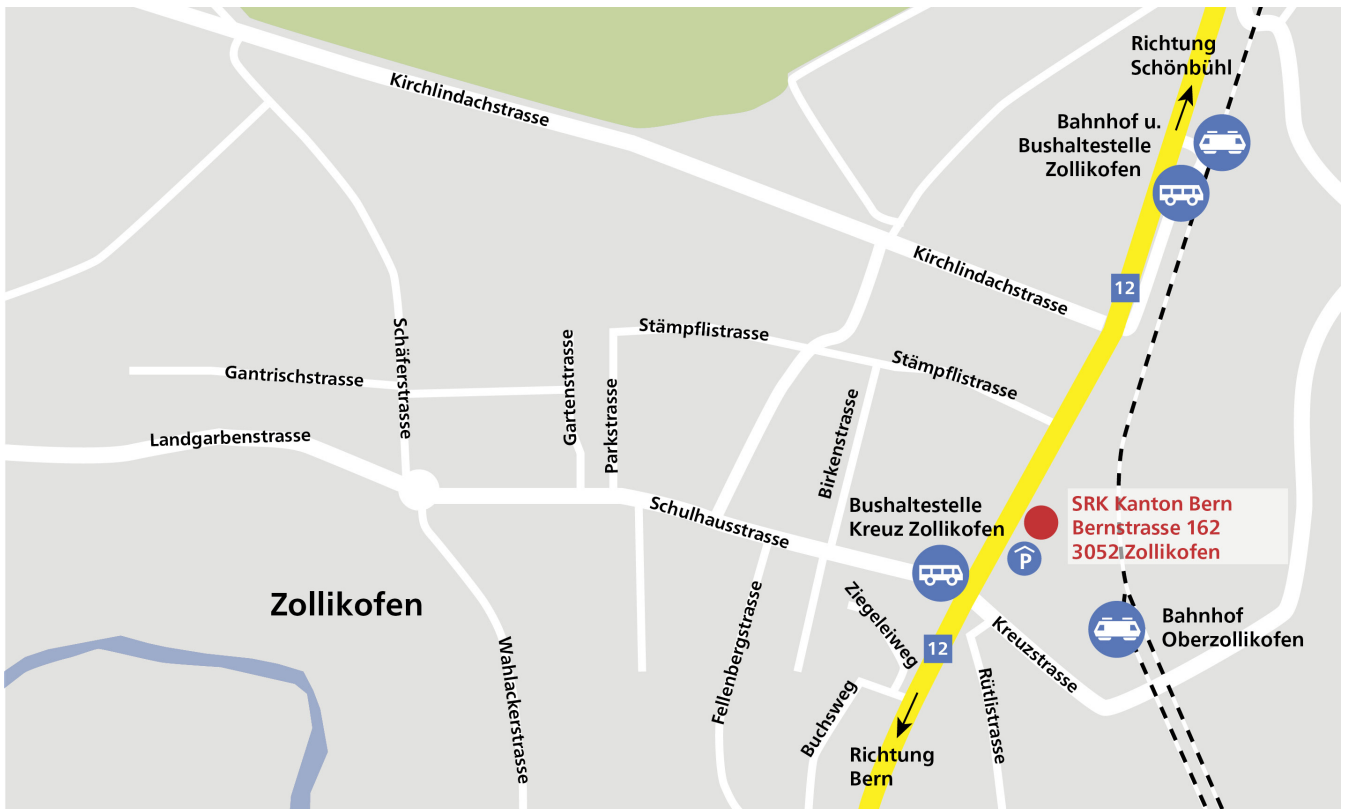 Richtung
Schönbühl
Kirchlindachstrasse
Bahnhof u.
Bushaltestelle
Zollikofen
Kirchlindachstrasse
12
Stämpflistrasse
Stämpflistrasse
Schäferstrasse
Gantrischstrasse
Gartenstrasse
Parkstrasse
Birkenstrasse
Landgarbenstrasse
Schulhausstrasse
Bushaltestelle
Kreuz Zollikofen
SRK Kanton Bern
Bernstrasse 162
3052 Zollikofen
P
Zollikofen
Ziegeleiweg
Fellenbergstrasse
Wahlackerstrasse
12
Kreuzstrasse
Bahnhof
Oberzollikofen
Rütlistrasse
Buchsweg
Richtung
Bern